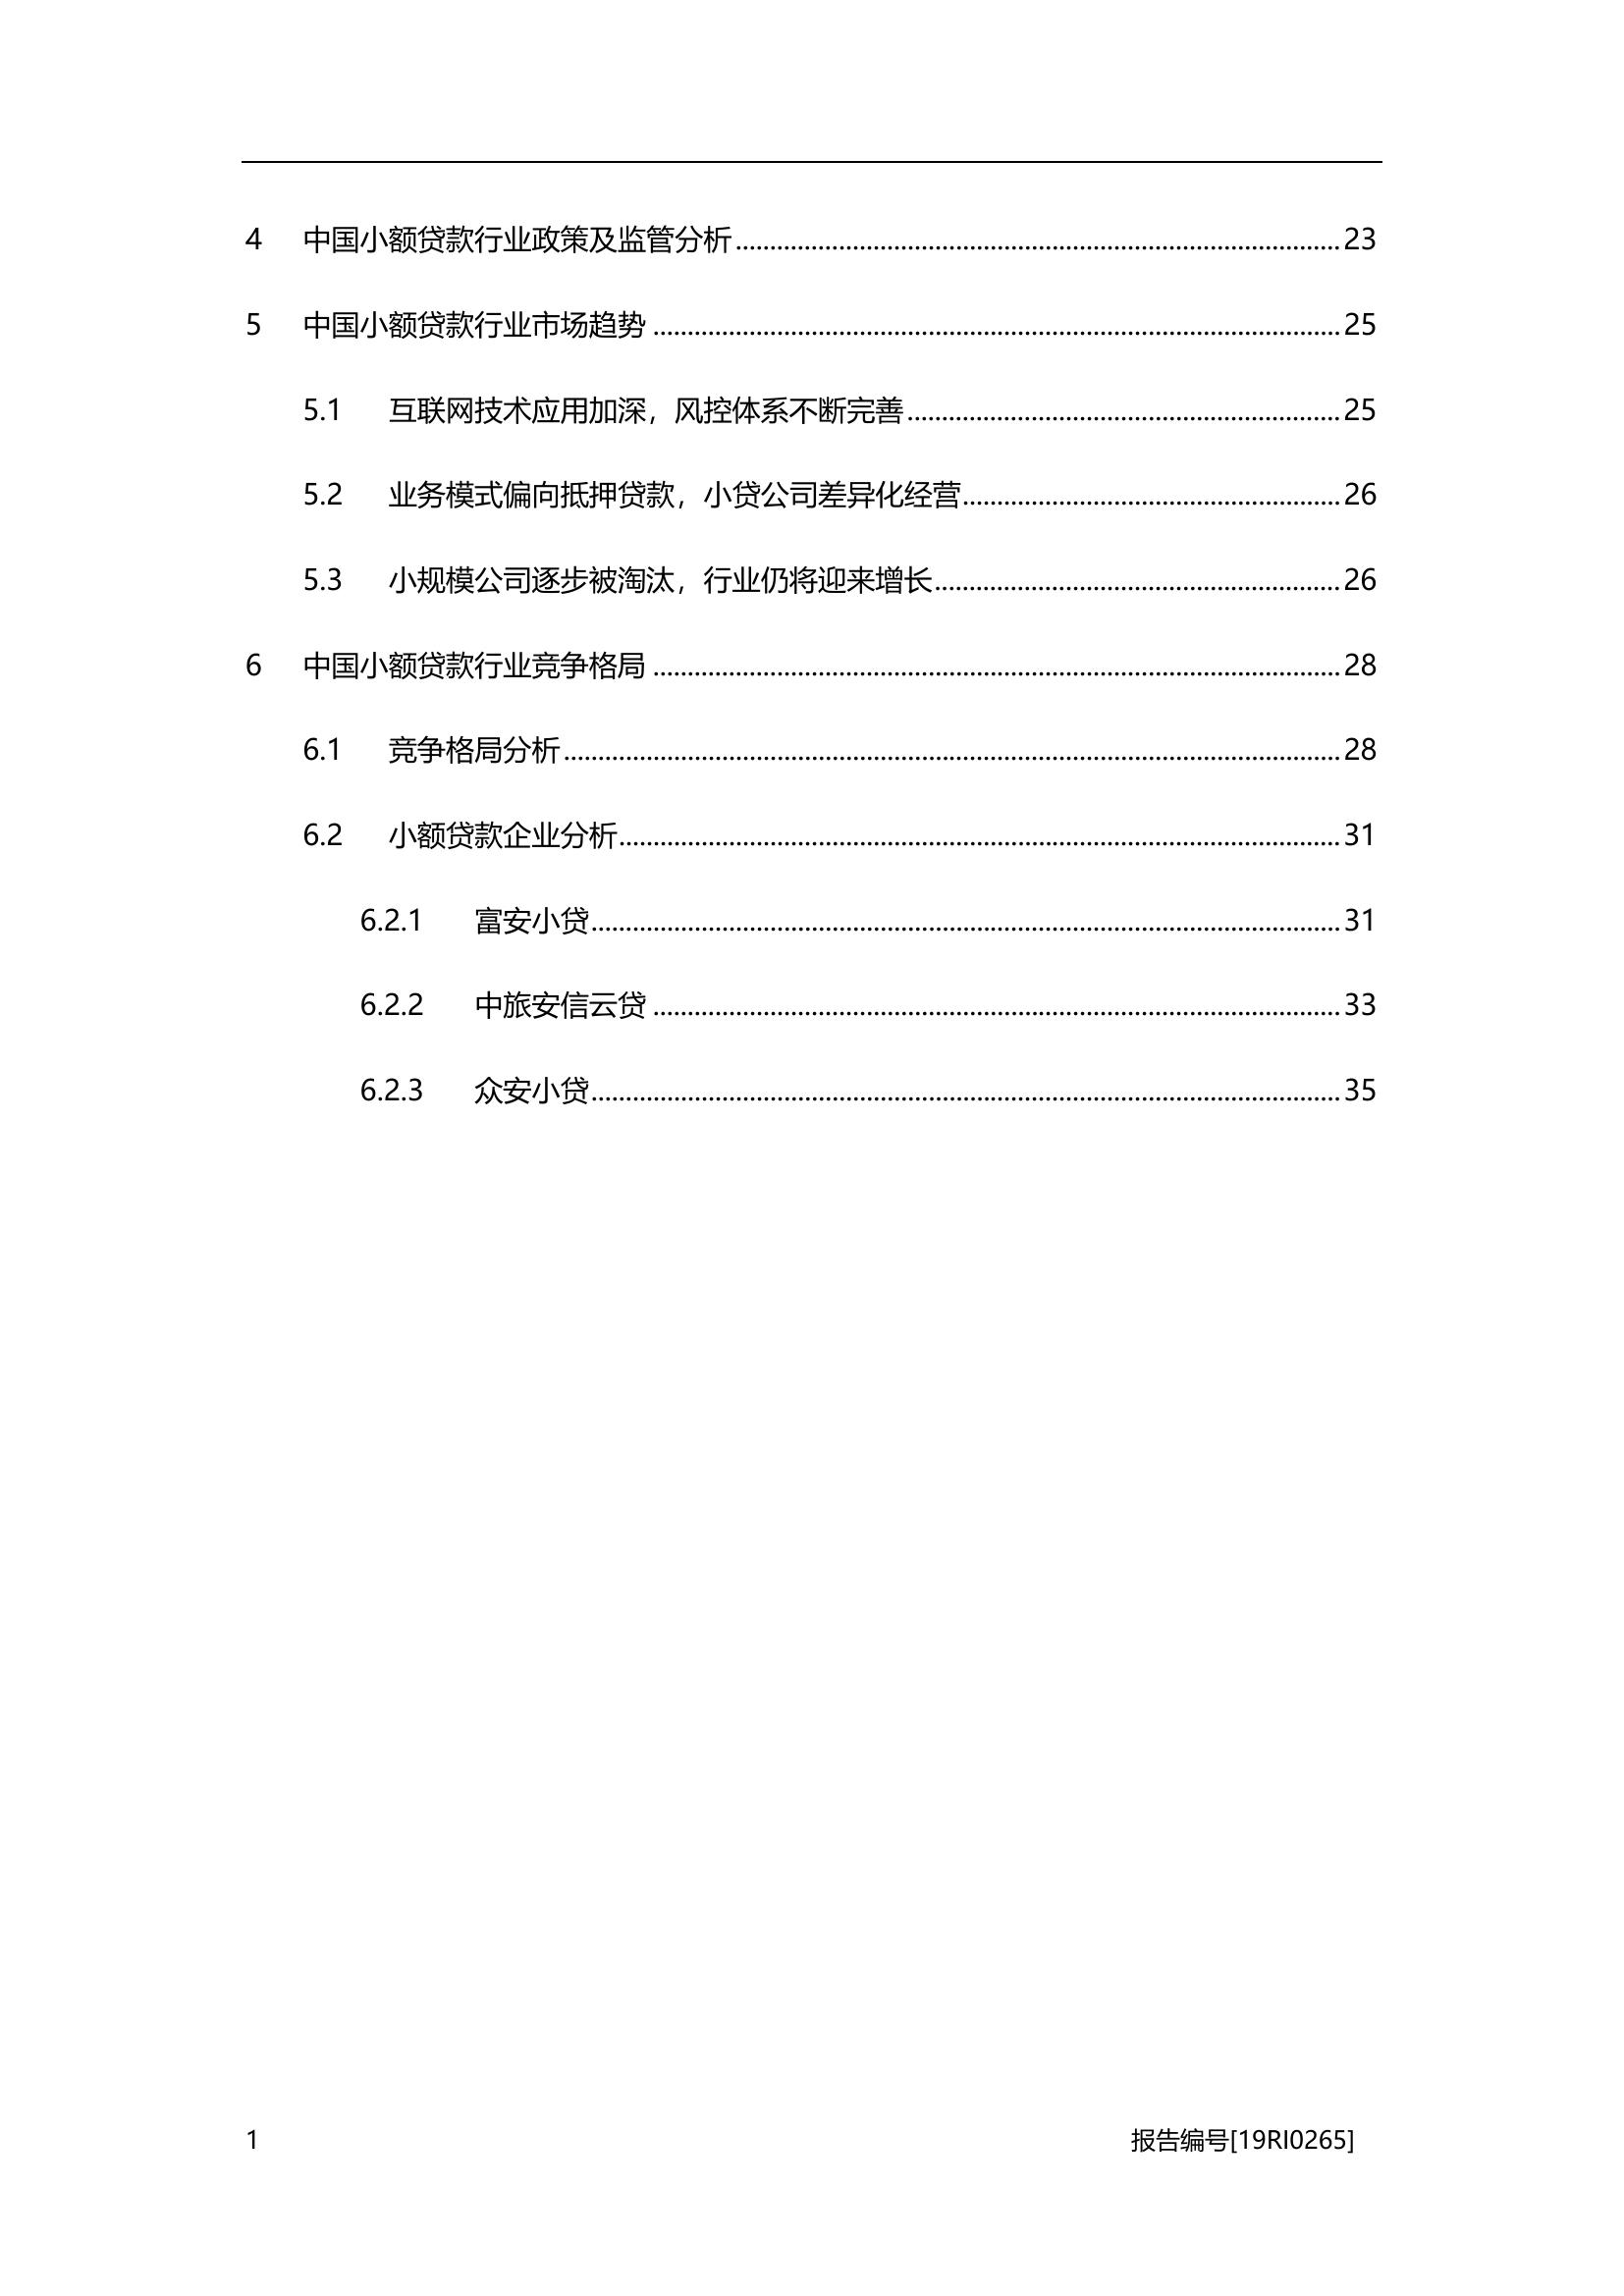 4 中国小额贷款行业政策及监管分析........................................23
5 中国小额贷款行业市场趋势........................................25
5.1 互联网技术应用加深，风控体系不断完善........................................25
5.2 业务模式偏向抵押贷款，小贷公司差异化经营........................................26
5.3 小规模公司逐步被淘汰，行业仍将迎来增长........................................26
6 中国小额贷款行业竞争格局........................................28
6.1 竞争格局分析........................................28
6.2 小额贷款企业分析........................................31
6.2.1 富安小贷........................................31
6.2.2 中旅安信云贷........................................33
6.2.3 众安小贷........................................35
1 报告编号[19RI0265]